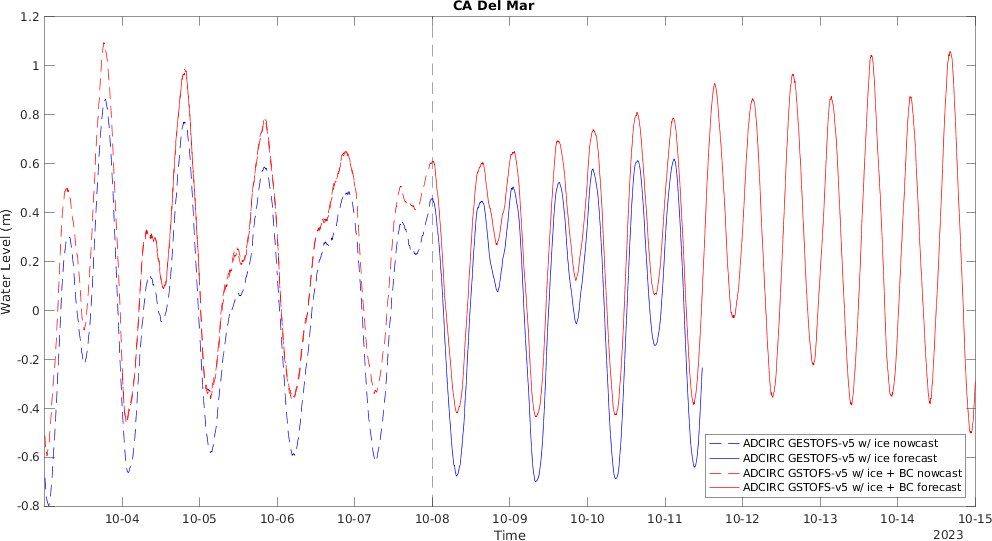 CA Del Mar
1.2
1
0.8
0.6
0.4
0.2
0
-0.2
-0.4
-0.6
-0.8
Water Level (m)
ADCIRC GESTOFS-v5 w/ ice nowcast
ADCIRC GESTOFS-v5 w/ ice forecast
ADCIRC GSTOFS-v5 w/ ice + BC nowcast
ADCIRC GSTOFS-v5 w/ ice + BC forecast
10-04 10-05 10-06 10-07 10-08 10-09 10-10 10-11 10-12 10-13 10-14 10-15
Time
2023